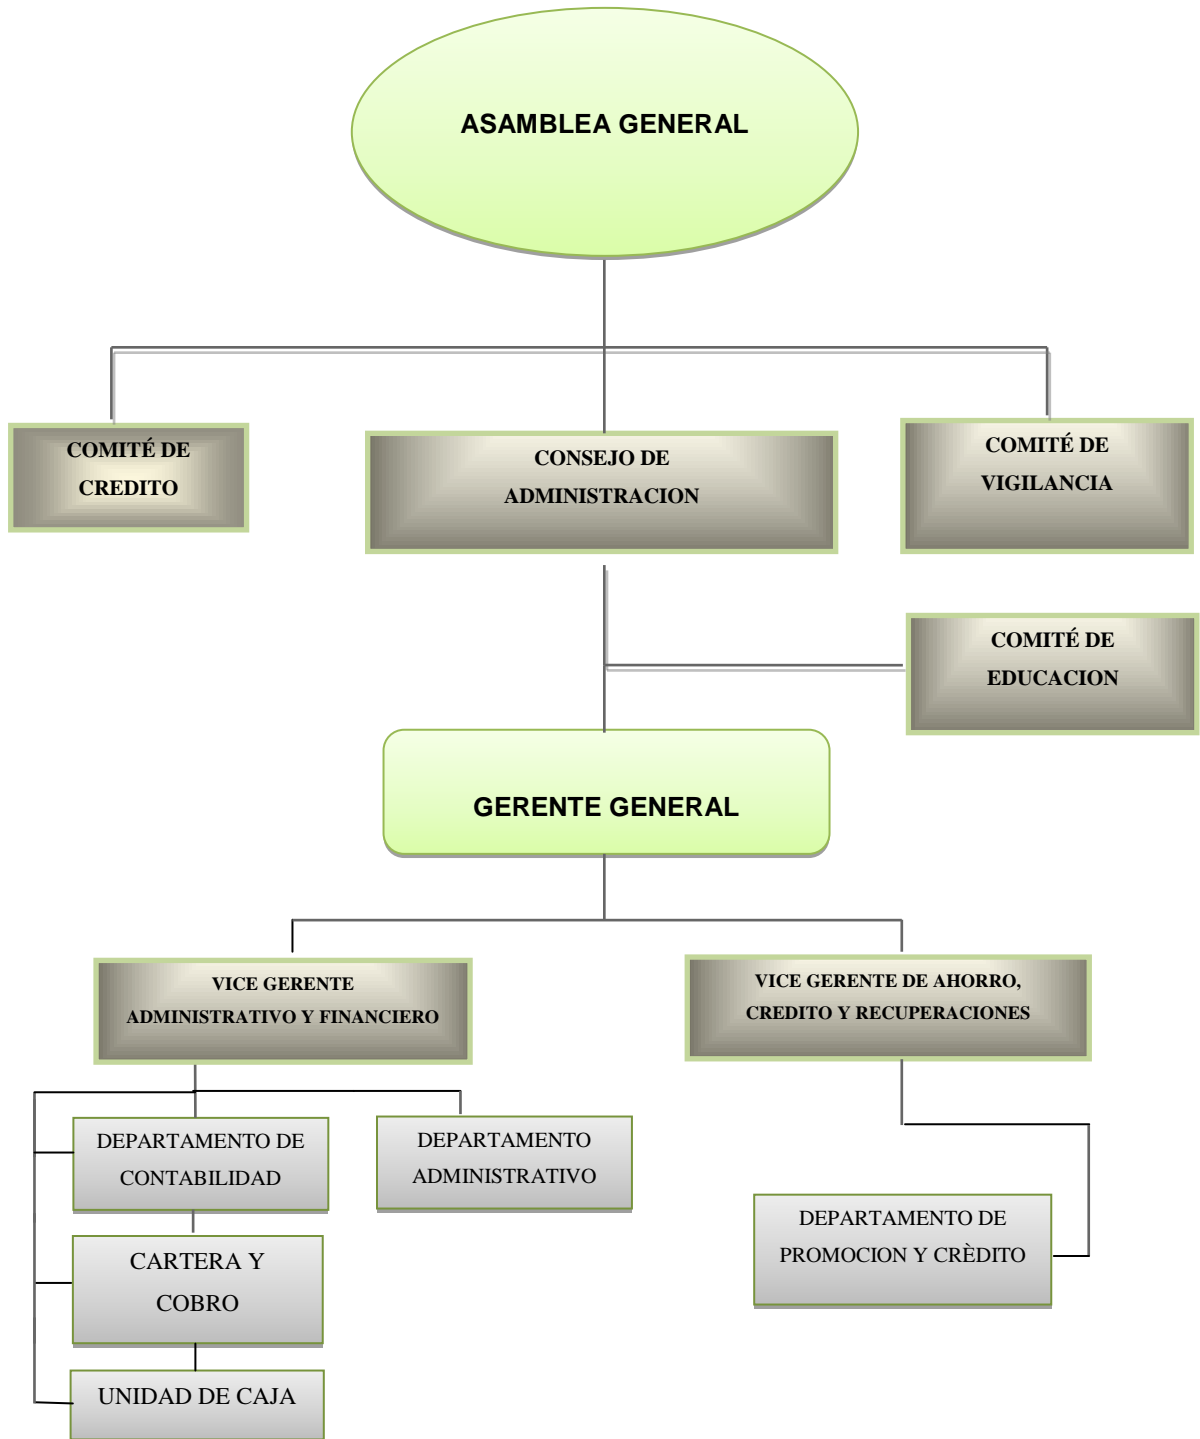 ASAMBLEA GENERAL
COMITÉ DE
CREDITO
CONSEJO DE
ADMINISTRACION
COMITÉ DE
VIGILANCIA
COMITÉ DE
EDUCACION
GERENTE GENERAL
VICE GERENTE
ADMINISTRATIVO Y FINANCIERO
VICE GERENTE DE AHORRO,
CREDITO Y RECUPERACIONES
DEPARTAMENTO DE
CONTABILIDAD
DEPARTAMENTO
ADMINISTRATIVO
DEPARTAMENTO DE
PROMOCION Y CRÈDITO
CARTERA Y
COBRO
UNIDAD DE CAJA